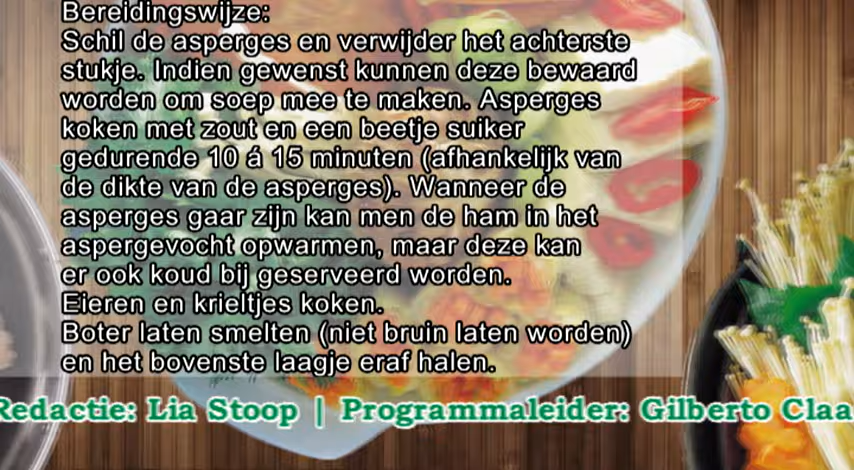 Bereidingswijze:
Schil de asperges en verwijder het achterste
stukje. Indien gewenst kunnen deze bewaard
worden om soep mee te maken. Asperges
koken met zout en een beetje suiker
gedurende 10 á 15 minuten (afhankelijk van
de dikte van de asperges). Wanneer de
asperges gaar zijn kan men de ham in het
aspergevocht opwarmen, maar deze kan
er ook koud bij geserveerd worden.
Eieren en krieltjes koken.
Boter laten smelten (niet bruin laten worden)
en het bovenste laagje eraf halen.
Redactie: Lia Stoop | Programmaleider: Gilberto Claa